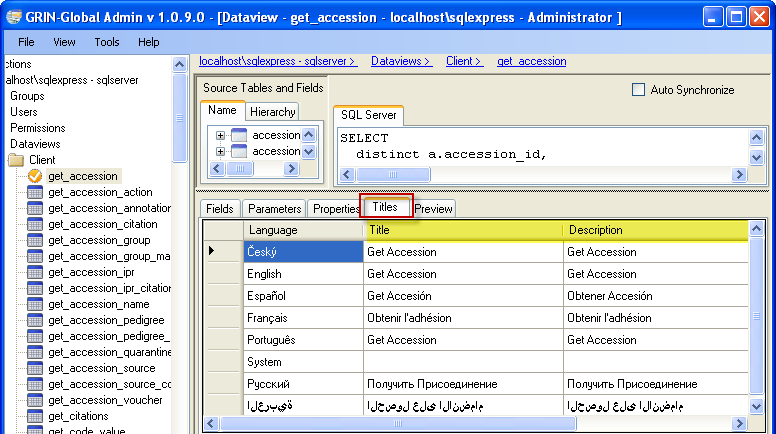 GRIN-Global Admin v 1.0.9.0 - [Dataview - get_accession - localhost\sqlexpress - Administrator ]
File View Tools Help
ctions
alhost\sqlexpress - sqlserver
Groups
Users
Permissions
Dataviews
Client
get_accession
get_accession_action
get_accession_annotation
get_accession_citation
get_accession_group
get_accession_group_ma
get_accession_ipr
get_accession_ipr_citation
get_accession_name
get_accession_pedigree
get_accession_pedigree_
get_accession_quarantine
get_accession_source
get_accession_source_co
get_accession_voucher
get_citations
get_code_value
localhost\sqlexpress - sqlserver > Dataviews > Client > get_accession
Source Tables and Fields
Auto Synchronize
Name Hierarchy
accession
accession
SQL Server
SELECT
distinct a.accession_id,
Fields Parameters Properties Titles Preview
Language Title Description
Český Get Accession Get Accession
English Get Accession Get Accession
Español Get Accesión Obtener Accesión
Français Obtenir l'adhésion Obtenir l'adhésion
Português Get Accession Get Accession
System
Русский Получить Присоединение Получить Присоединение
العربية الحصول على الانضمام الحصول على الانضمام